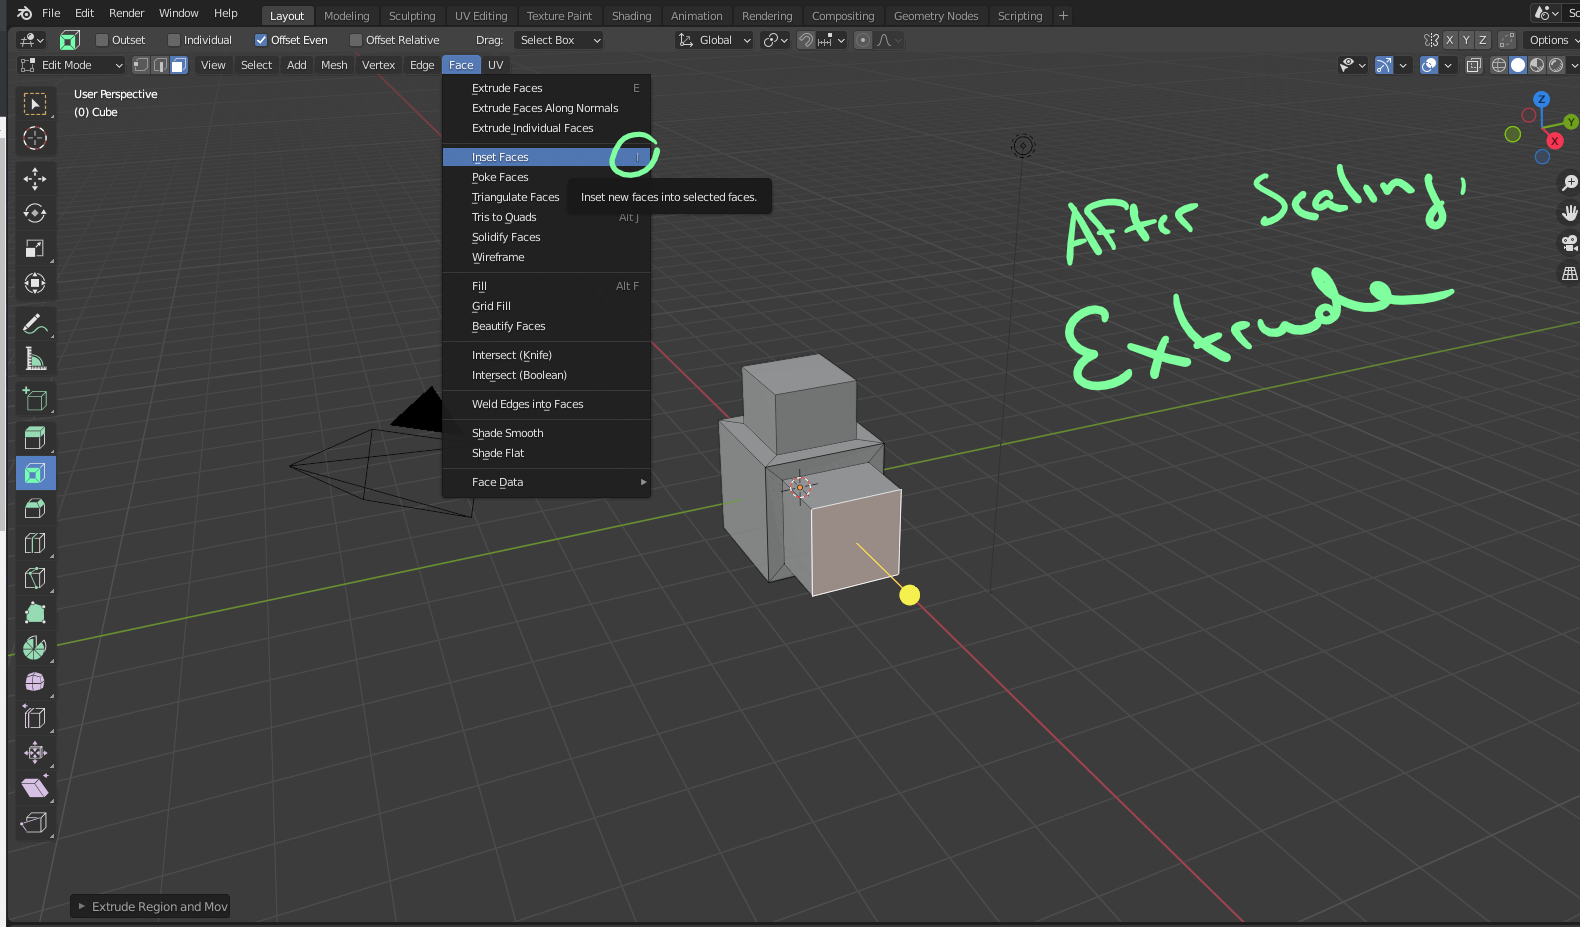 File Edit Render Window Help Layout Modeling Sculpting UV Editing Texture Paint Shading Animation Rendering Compositing Geometry Nodes Scripting +
Outset Individual Offset Even Offset Relative Drag: Select Box Global X Y Z Options
Edit Mode View Select Add Mesh Vertex Edge Face UV
User Perspective
(0) Cube
Extrude Faces E
Extrude Faces Along Normals
Extrude Individual Faces
Inset Faces I
Poke Faces
Triangulate Faces
Inset new faces into selected faces.
Tris to Quads Alt J
Solidify Faces
Wireframe
Fill Alt F
Grid Fill
Beautify Faces
Intersect (Knife)
Intersect (Boolean)
Weld Edges into Faces
Shade Smooth
Shade Flat
Face Data
Z
Y
X
After Scaling,
Extrude
Extrude Region and Mov